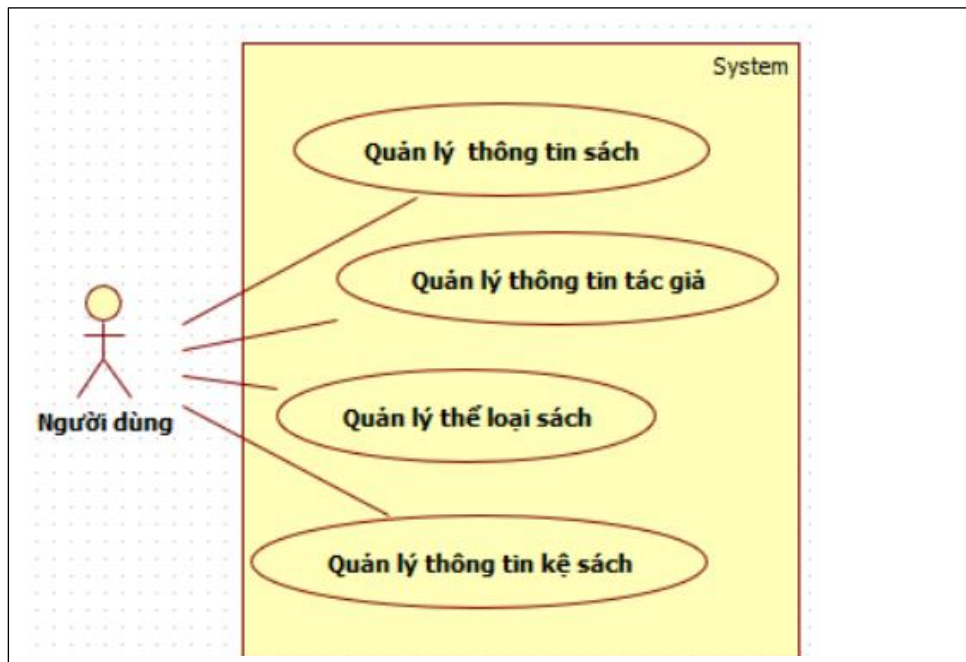 System
Quản lý thông tin sách
Quản lý thông tin tác giả
Quản lý thể loại sách
Người dùng
Quản lý thông tin kệ sách